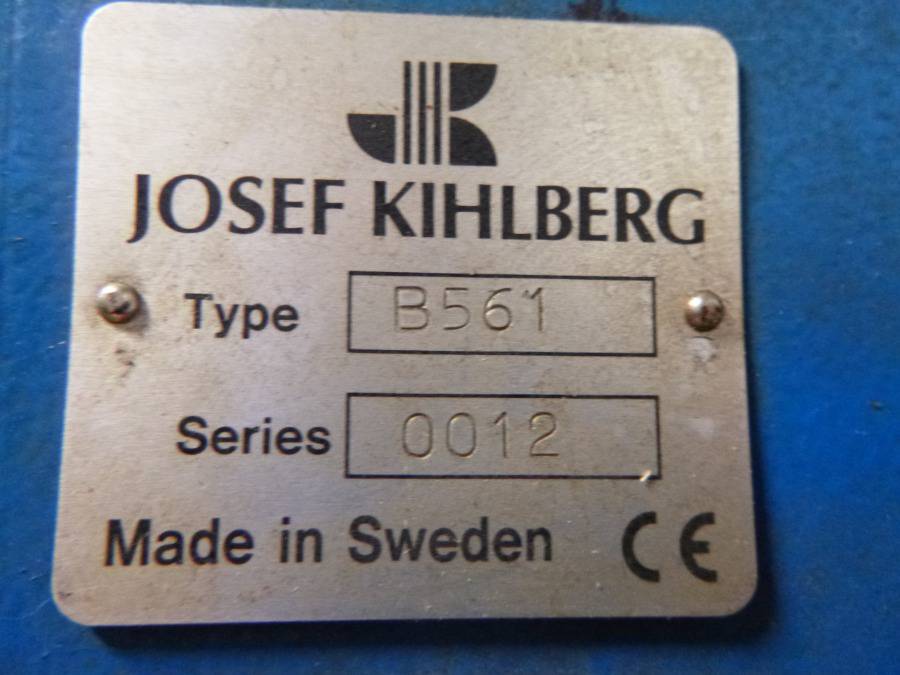 JOSEF KIHLBERG
Type B561
Series 0012
Made in Sweden CE